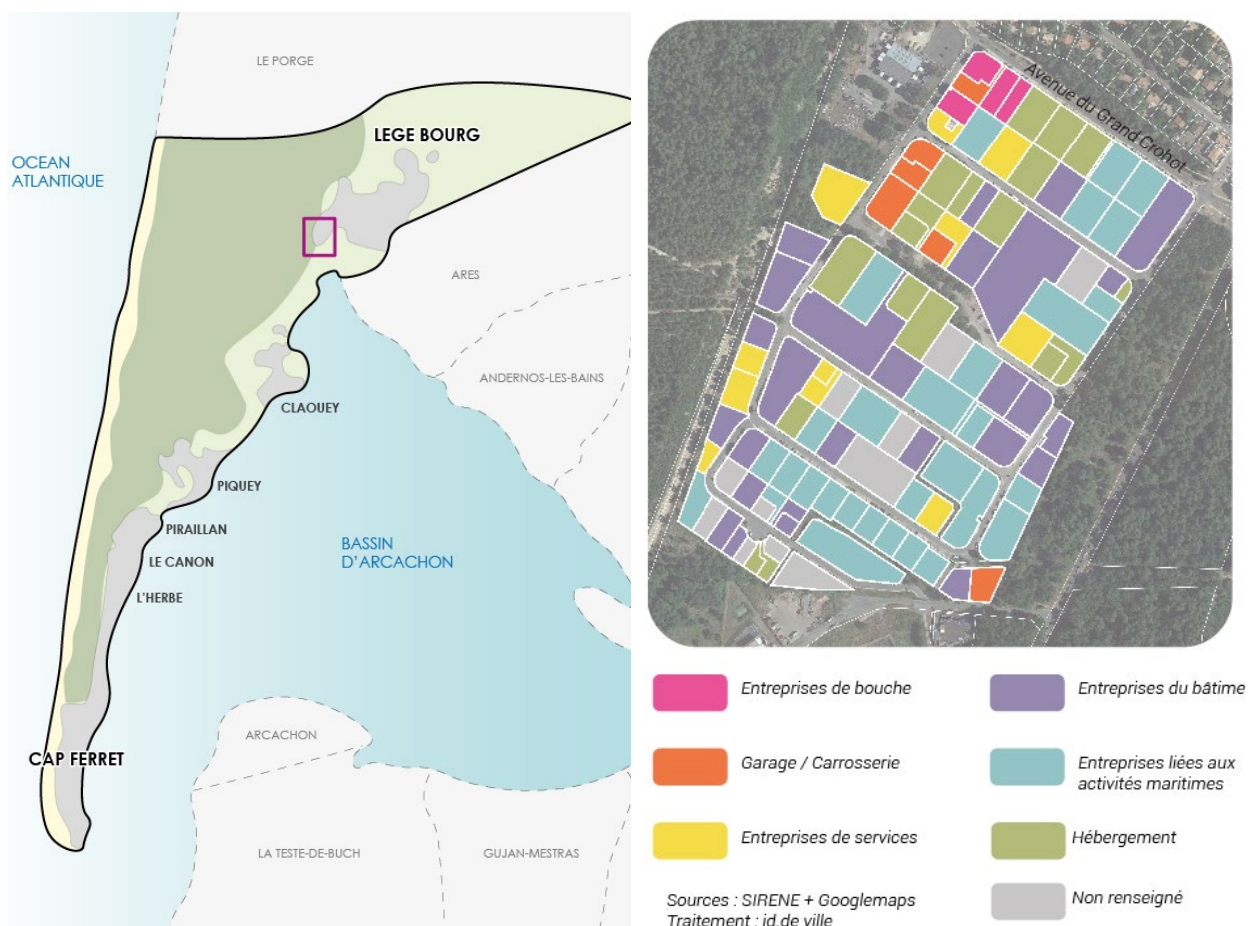 LE PORGE
LEGE BOURG
OCEAN
ATLANTIQUE
ARES
ANDERNOS-LES-BAINS
CLAOUEY
PIQUEY
PIRAILLAN
LE CANON
L'HERBE
BASSIN
D'ARCACHON
ARCACHON
CAP FERRET
LA TESTE-DE-BUCH
GUJAN-MESTRAS
Avenue du Grand Crohot
Entreprises de bouche
Garage / Carrosserie
Entreprises de services
Sources : SIRENE + Googlemaps
Traitement : id.de ville
Entreprises du bâtime
Entreprises liées aux
activités maritimes
Hébergement
Non renseigné